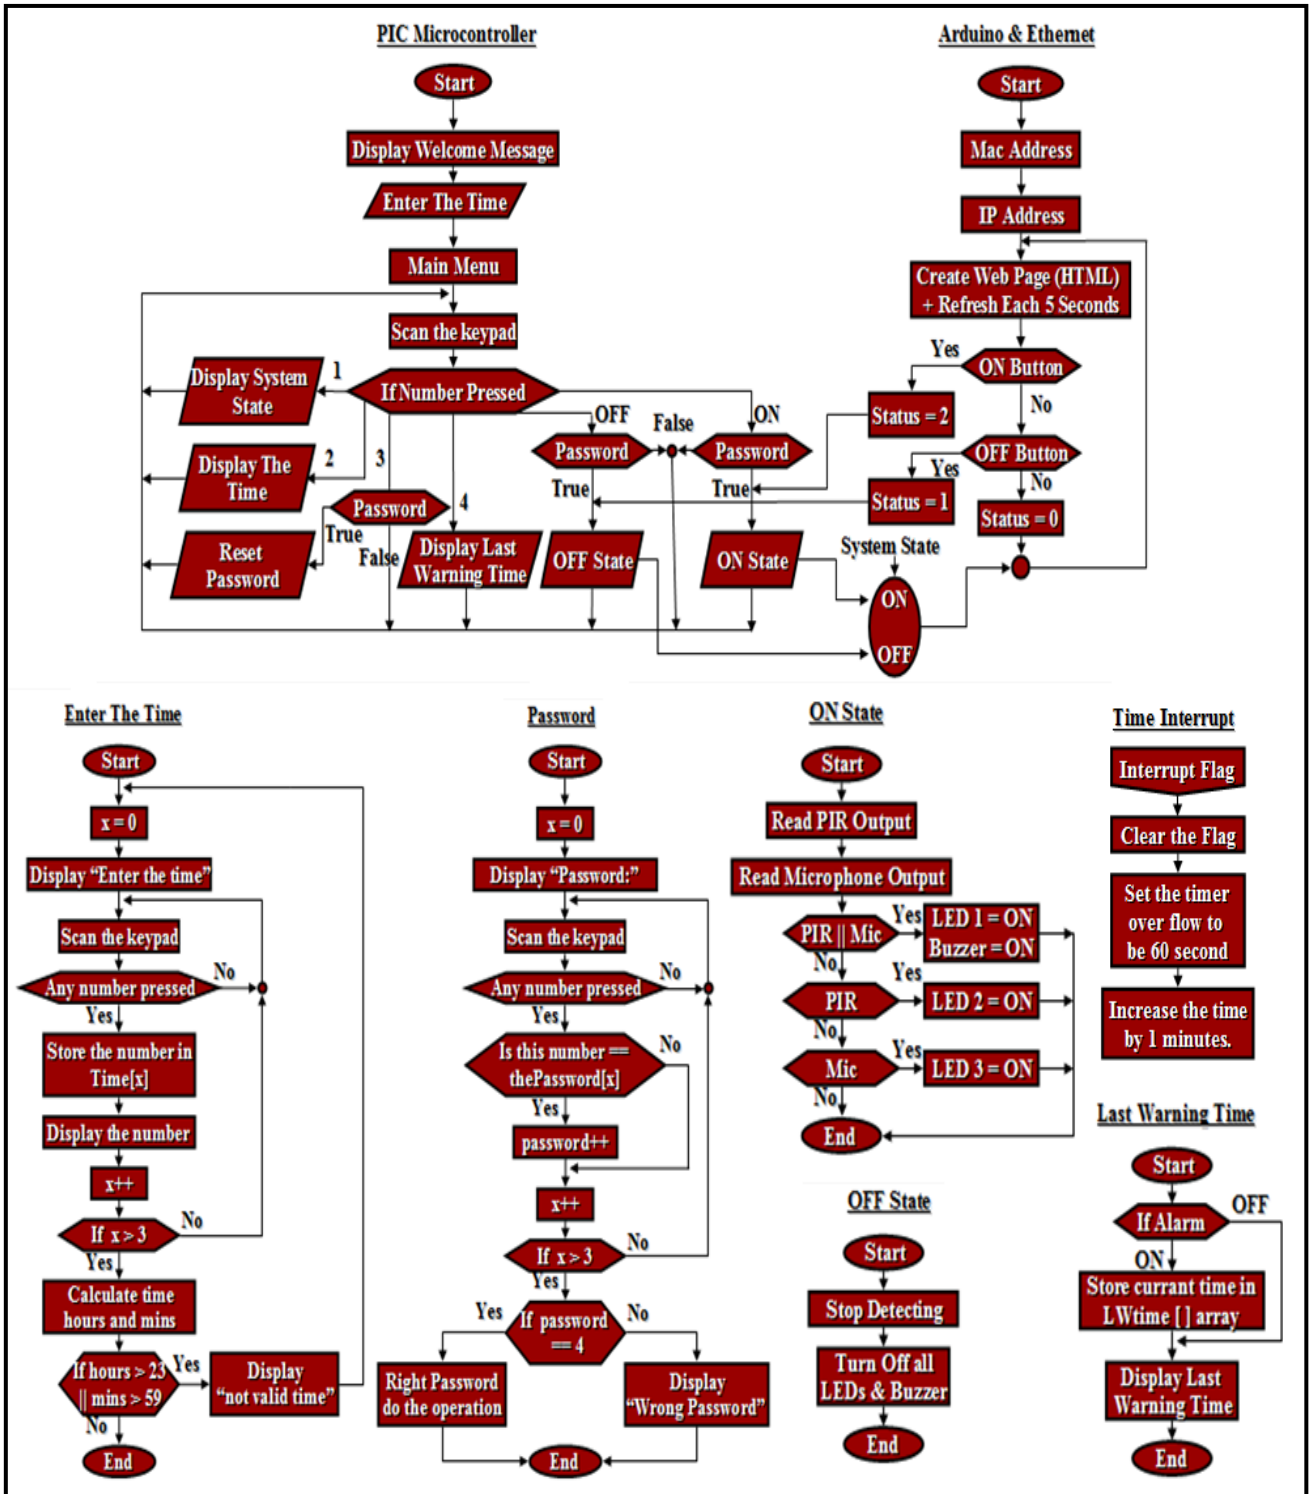 PIC Microcontroller
Start
Display Welcome Message
Enter The Time
Main Menu
Scan the keypad
If Number Pressed
1
Display System
State
2
Display The
Time
3
Password
True
False
Reset
Password
4
Display Last
Warning Time
OFF
Password
True
OFF State
False
ON
Password
True
ON State
Arduino & Ethernet
Start
Mac Address
IP Address
Create Web Page (HTML)
+ Refresh Each 5 Seconds
Yes
ON Button
No
Status = 2
OFF Button
Yes
No
Status = 1
Status = 0
System State
ON
OFF
Enter The Time
Start
x = 0
Display “Enter the time”
Scan the keypad
Any number pressed
No
Yes
Store the number in
Time[x]
Display the number
x++
If x > 3
No
Yes
Calculate time
hours and mins
If hours > 23
|| mins > 59
Yes
Display
“not valid time”
No
End
Password
Start
x = 0
Display “Password:”
Scan the keypad
Any number pressed
No
Yes
Is this number ==
thePassword[x]
No
Yes
password++
x++
If x > 3
No
Yes
If password
== 4
Yes
No
Right Password
do the operation
Display
“Wrong Password”
End
ON State
Start
Read PIR Output
Read Microphone Output
PIR || Mic
Yes
LED 1 = ON
Buzzer = ON
No
PIR
Yes
LED 2 = ON
No
Mic
Yes
LED 3 = ON
No
End
OFF State
Start
Stop Detecting
Turn Off all
LEDs & Buzzer
End
Time Interrupt
Interrupt Flag
Clear the Flag
Set the timer
over flow to
be 60 second
Increase the time
by 1 minutes.
Last Warning Time
Start
If Alarm
OFF
ON
Store currant time in
LWtime [ ] array
Display Last
Warning Time
End